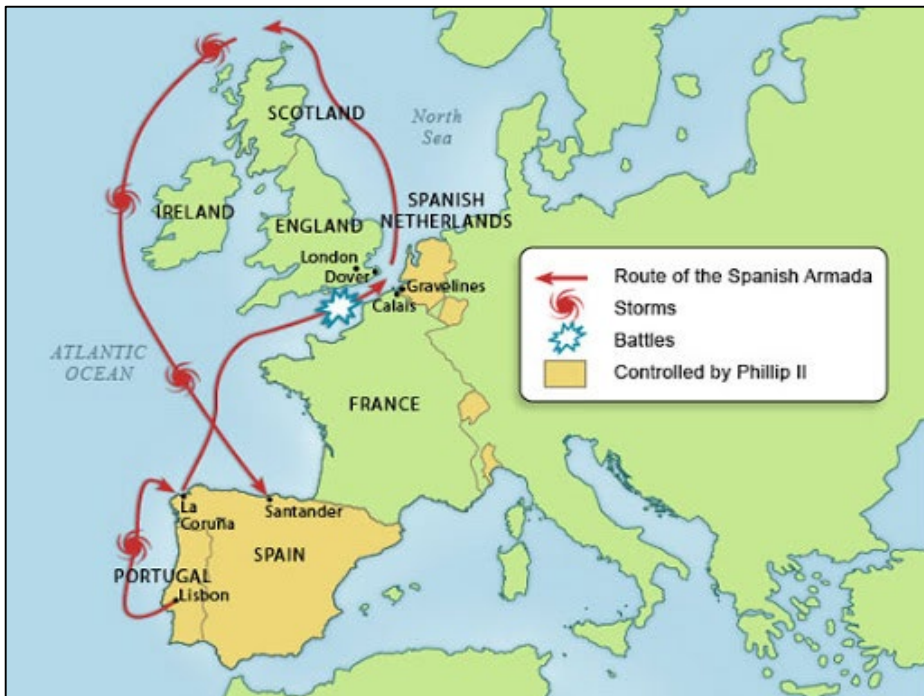 SCOTLAND
North
Sea
IRELAND
ENGLAND
SPANISH
NETHERLANDS
London
Dover
Gravelines
Calais
ATLANTIC
OCEAN
FRANCE
La
Coruña
Santander
SPAIN
PORTUGAL
Lisbon
Route of the Spanish Armada
Storms
Battles
Controlled by Phillip II